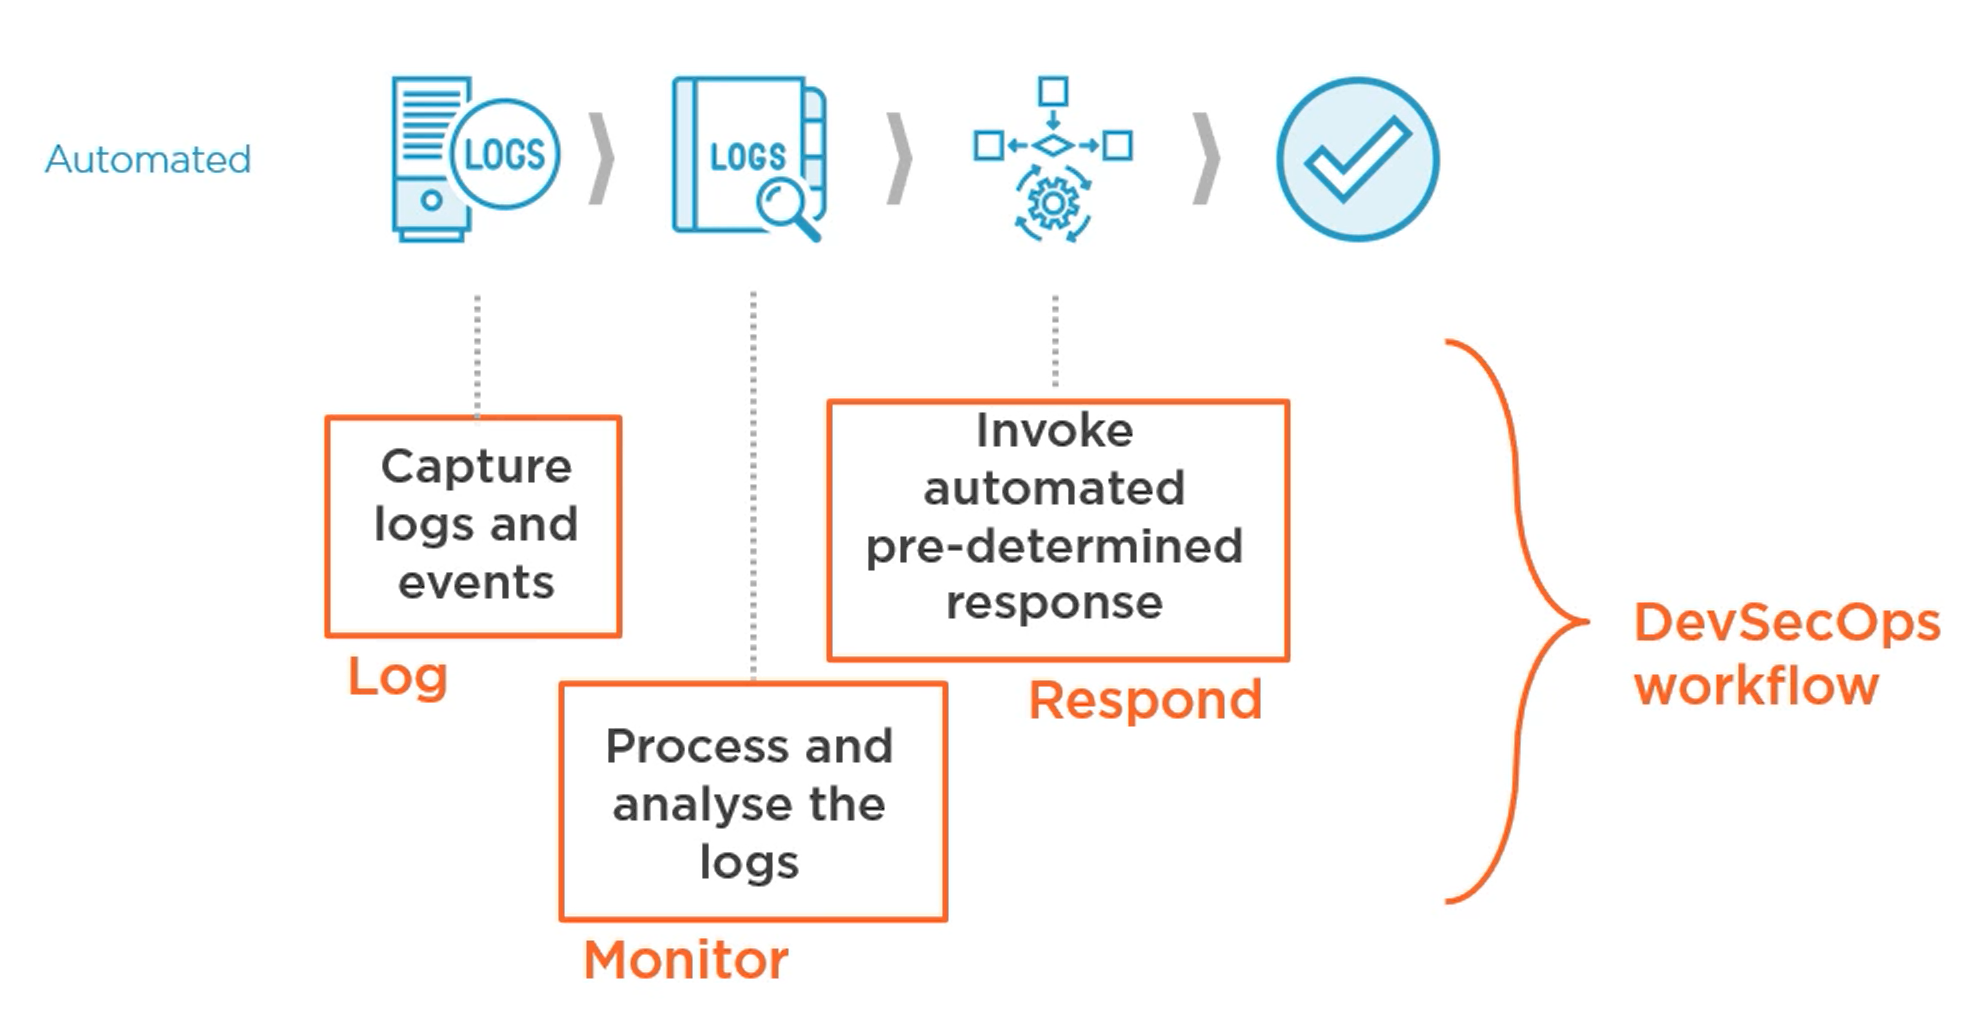 Automated
LOGS
LOGS
Capture
logs and
events
Log
Process and
analyse the
logs
Monitor
Invoke
automated
pre-determined
response
Respond
DevSecOps
workflow